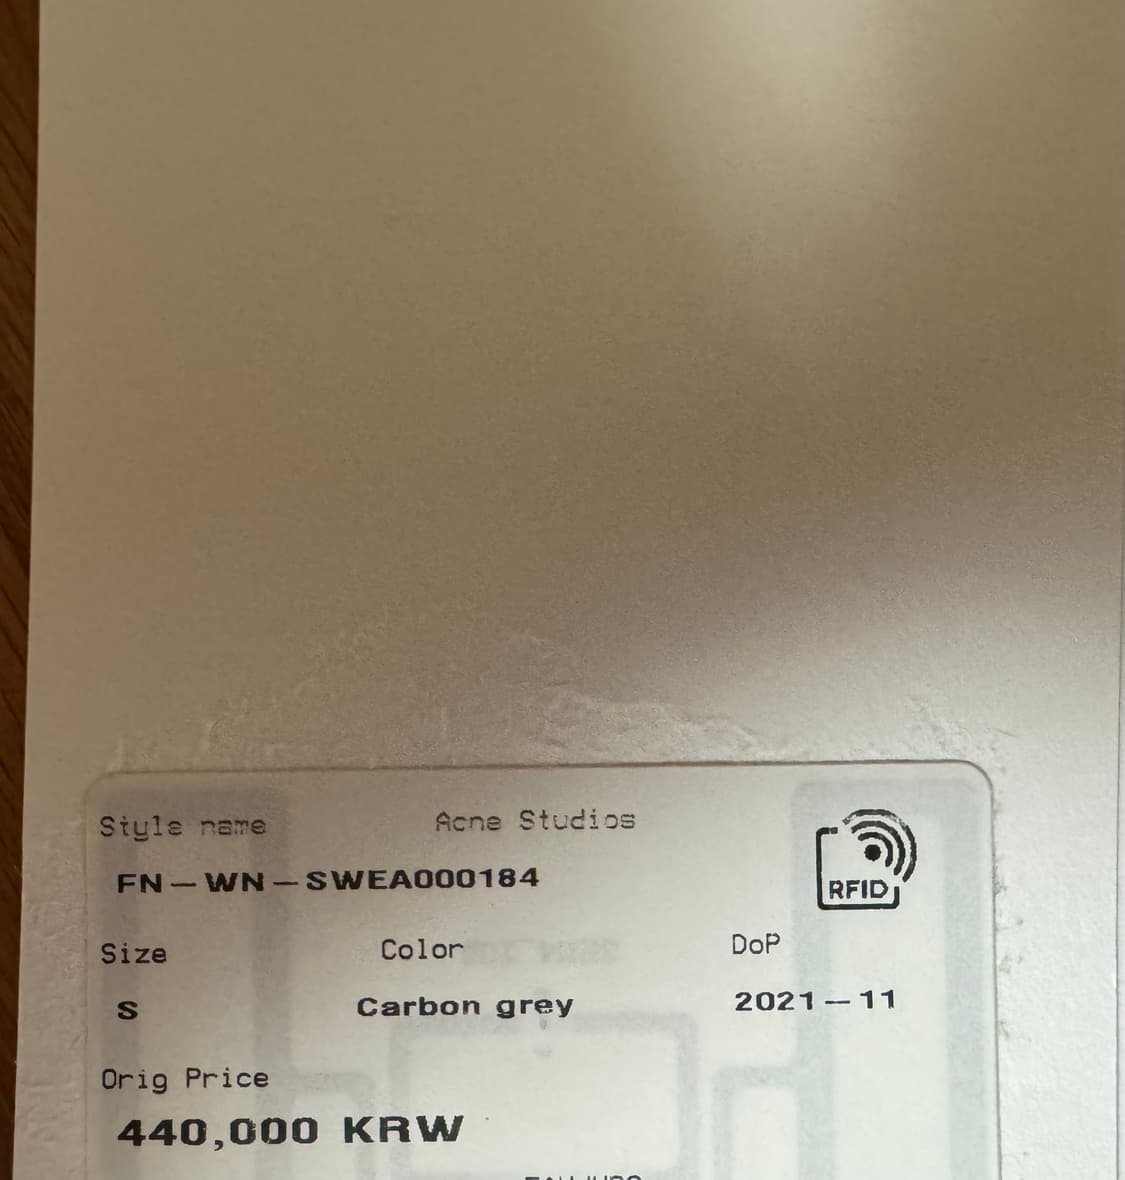 Style name Acne Studios
FN-WN-SWEA000184
RFID
Size Color DoP
S Carbon grey 2021-11
Orig Price
440,000 KRW